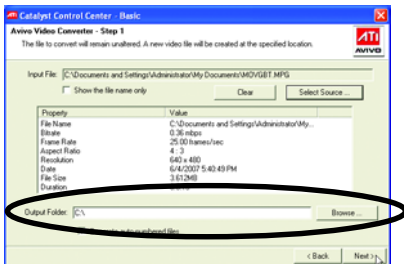 ATI Catalyst Control Center - Basic
Avivo Video Converter - Step 1
The file to convert will remain unaltered. A new video file will be created at the specified location.
ATI
AVIVO
Input File: C:\Documents and Settings\Administrator\My Documents\MOVGBT.MPG
Show the file name only
Clear
Select Source ...
Property Value
File Name C:\Documents and Settings\Administrator\My...
Bitrate 0.36 mbps
Frame Rate 25.00 frames/sec
Aspect Ratio 4 : 3
Resolution 640 x 480
Date 6/4/2007 5:40:49 PM
File Size 3.612MB
Duration
Output Folder: C:\
Browse ...
numbered files
< Back
Next >